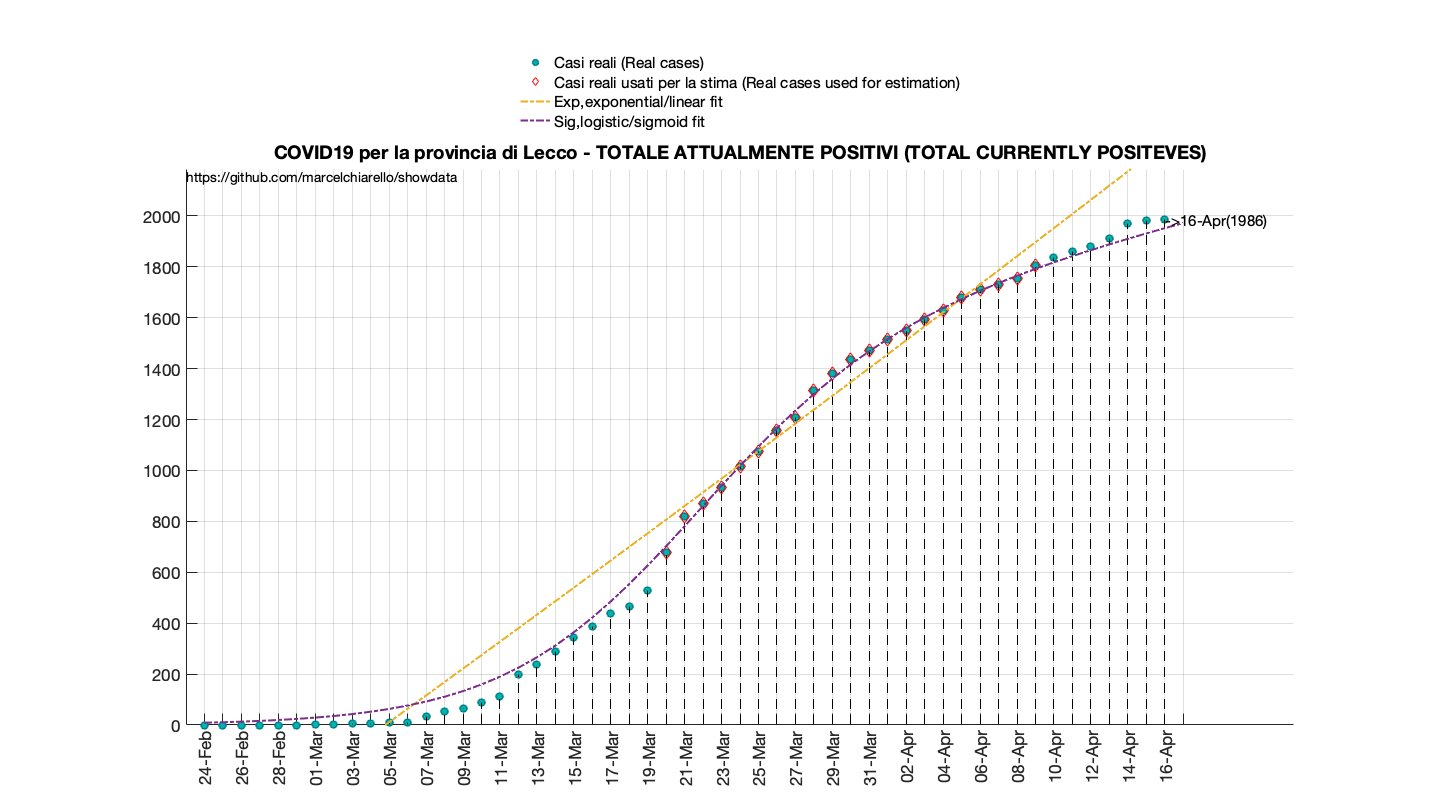 Casi reali (Real cases)
Casi reali usati per la stima (Real cases used for estimation)
Exp,exponential/linear fit
Sig,logistic/sigmoid fit
COVID19 per la provincia di Lecco - TOTALE ATTUALMENTE POSITIVI (TOTAL CURRENTLY POSITEVES)
https://github.com/marcelchiarello/showdata
2000
->16-Apr(1986)
1800
1600
1400
1200
1000
800
600
400
200
0
24-Feb
26-Feb
28-Feb
01-Mar
03-Mar
05-Mar
07-Mar
09-Mar
11-Mar
13-Mar
15-Mar
17-Mar
19-Mar
21-Mar
23-Mar
25-Mar
27-Mar
29-Mar
31-Mar
02-Apr
04-Apr
06-Apr
08-Apr
10-Apr
12-Apr
14-Apr
16-Apr